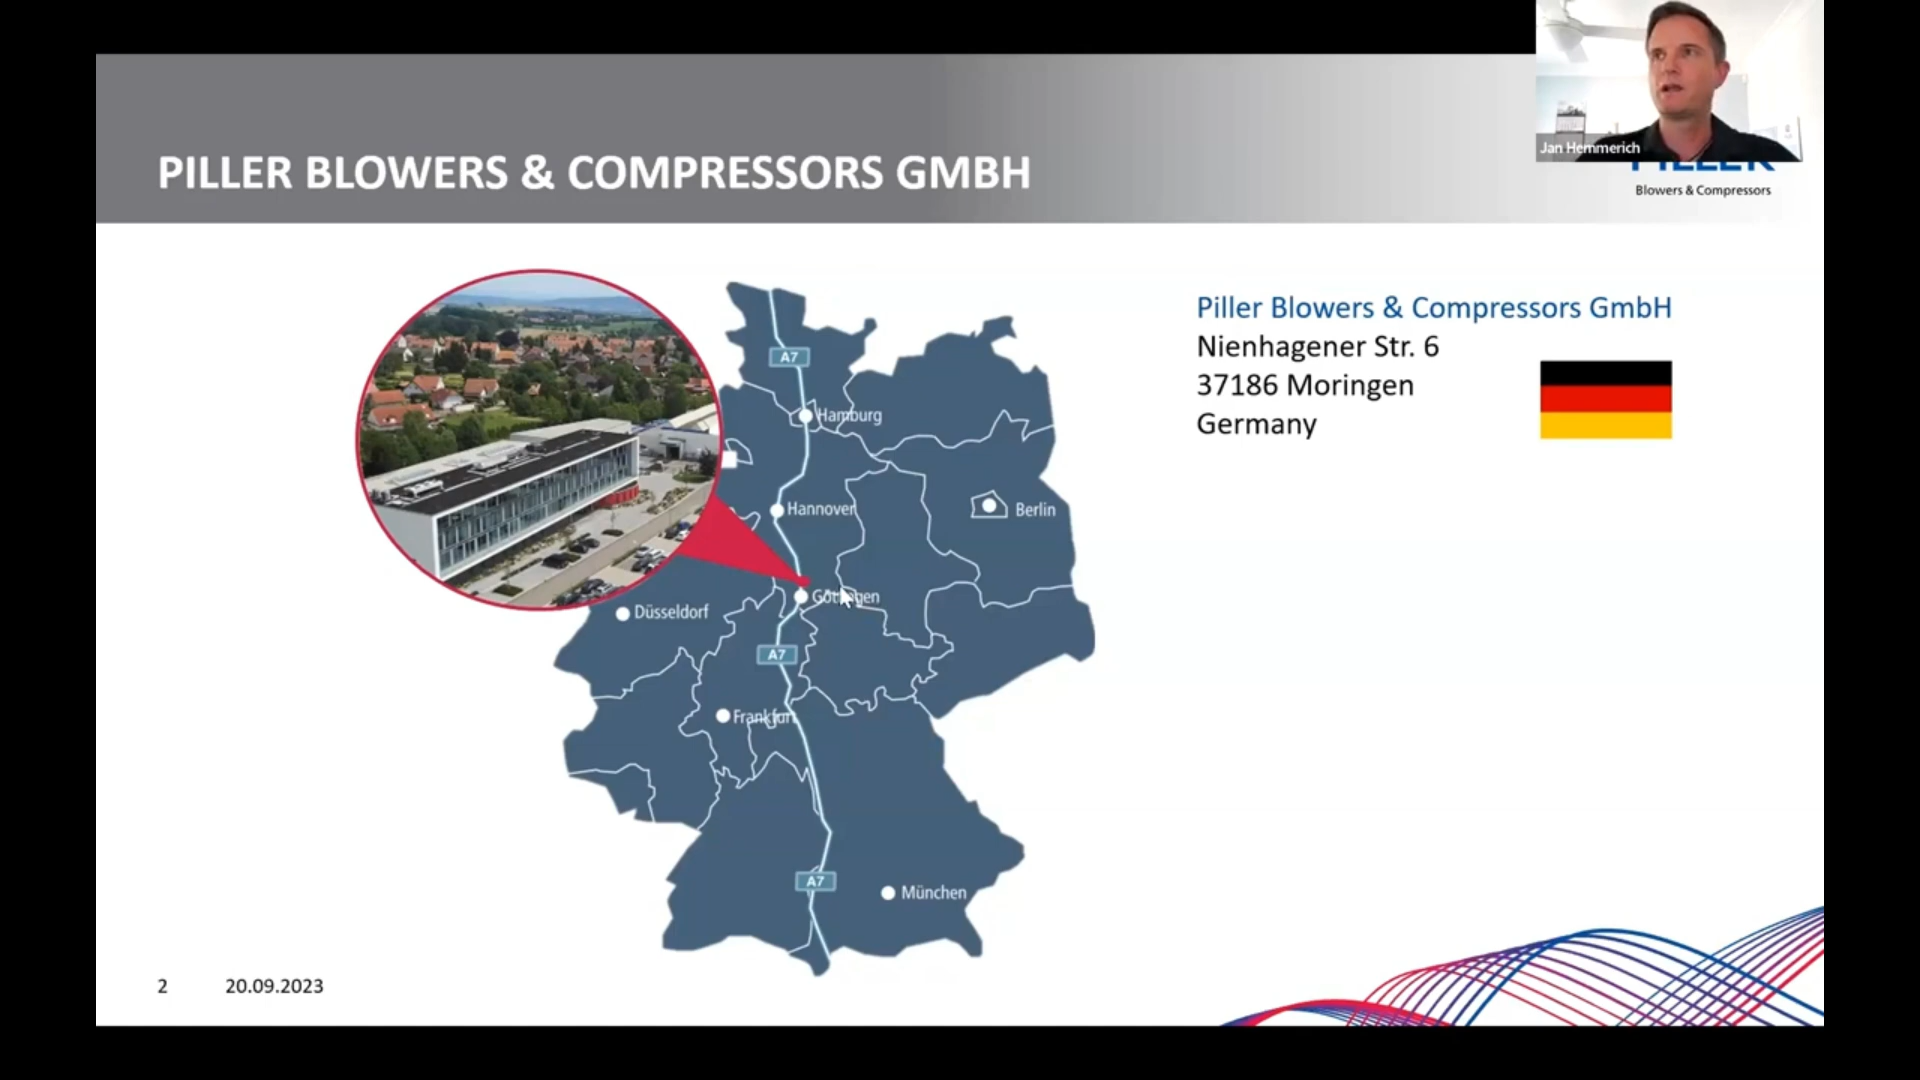 Jan Hemmerich
PILLER BLOWERS & COMPRESSORS GMBH
PILLER
Blowers & Compressors
Piller Blowers & Compressors GmbH
Nienhagener Str. 6
37186 Moringen
Germany
A7
Hamburg
Hannover
Berlin
Göttingen
Düsseldorf
A7
Frankfurt
A7
München
2
20.09.2023